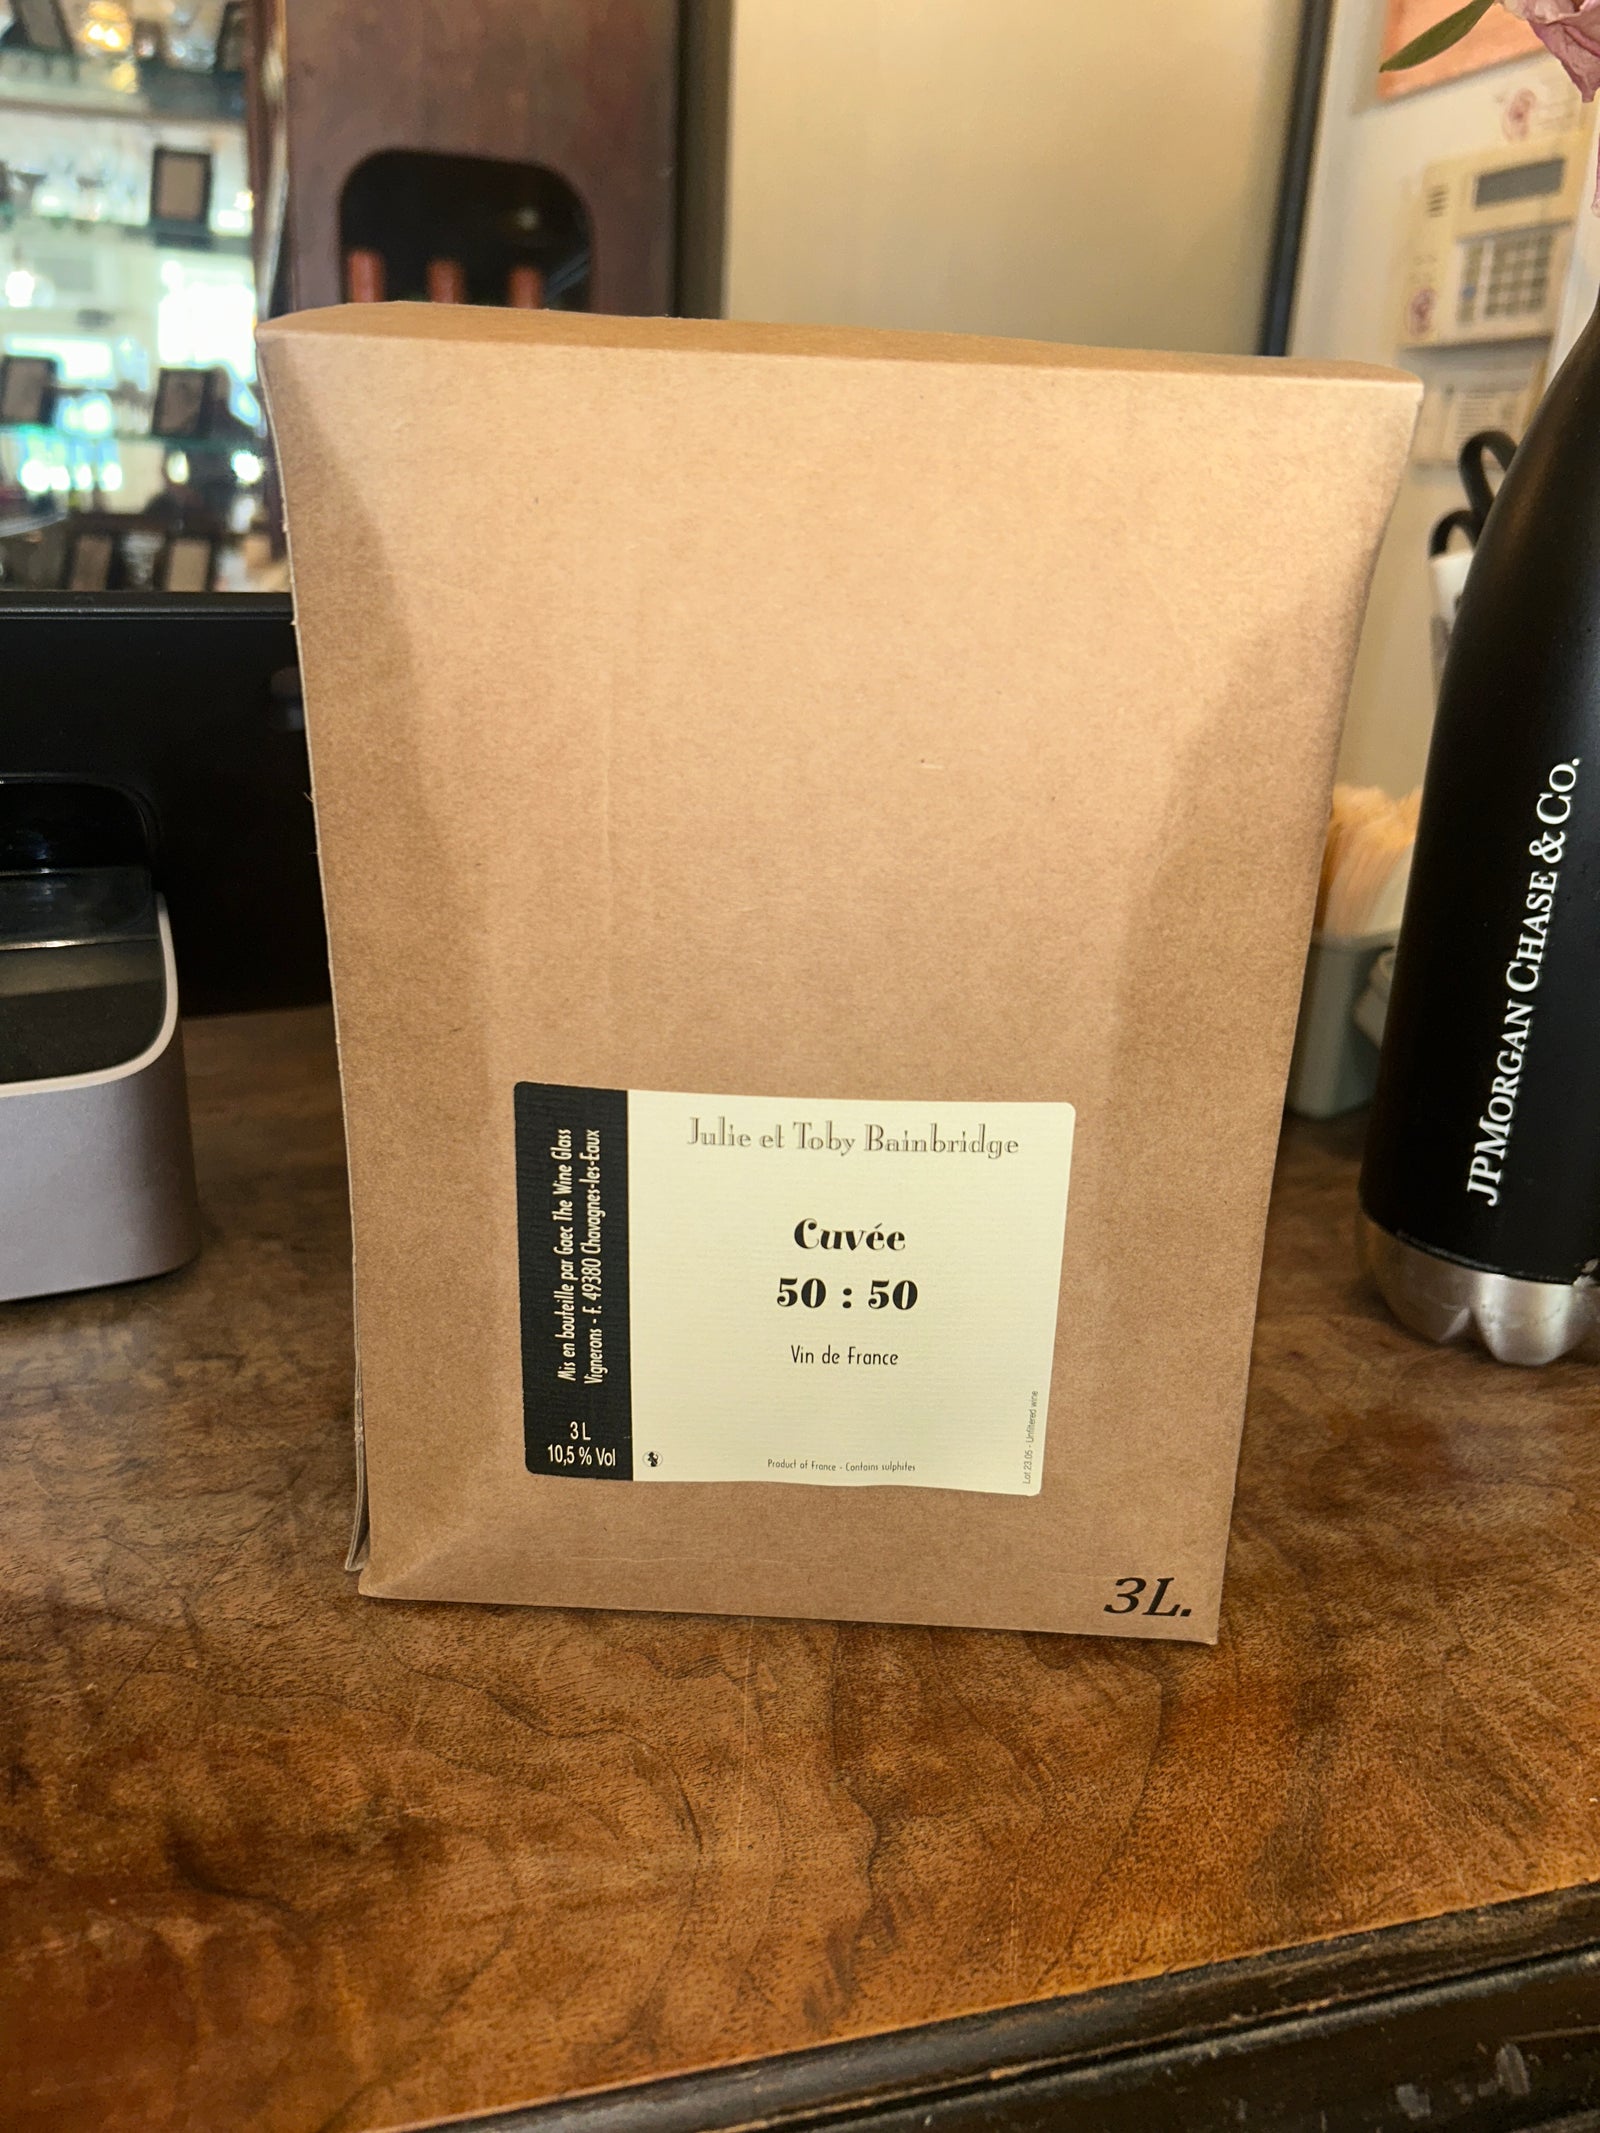 Julie et Toby Bainbridge
Cuvée
50 : 50
Vin de France
Product of France - Contains sulphites
Lot 23.05 - Unfiltered wine
Mis en bouteille par Gaec The Wine Glass
Vignerons - F. 49380 Chavagnes-les-Eaux
3 L
10,5 % Vol
3L.
JPMORGAN CHASE & CO.